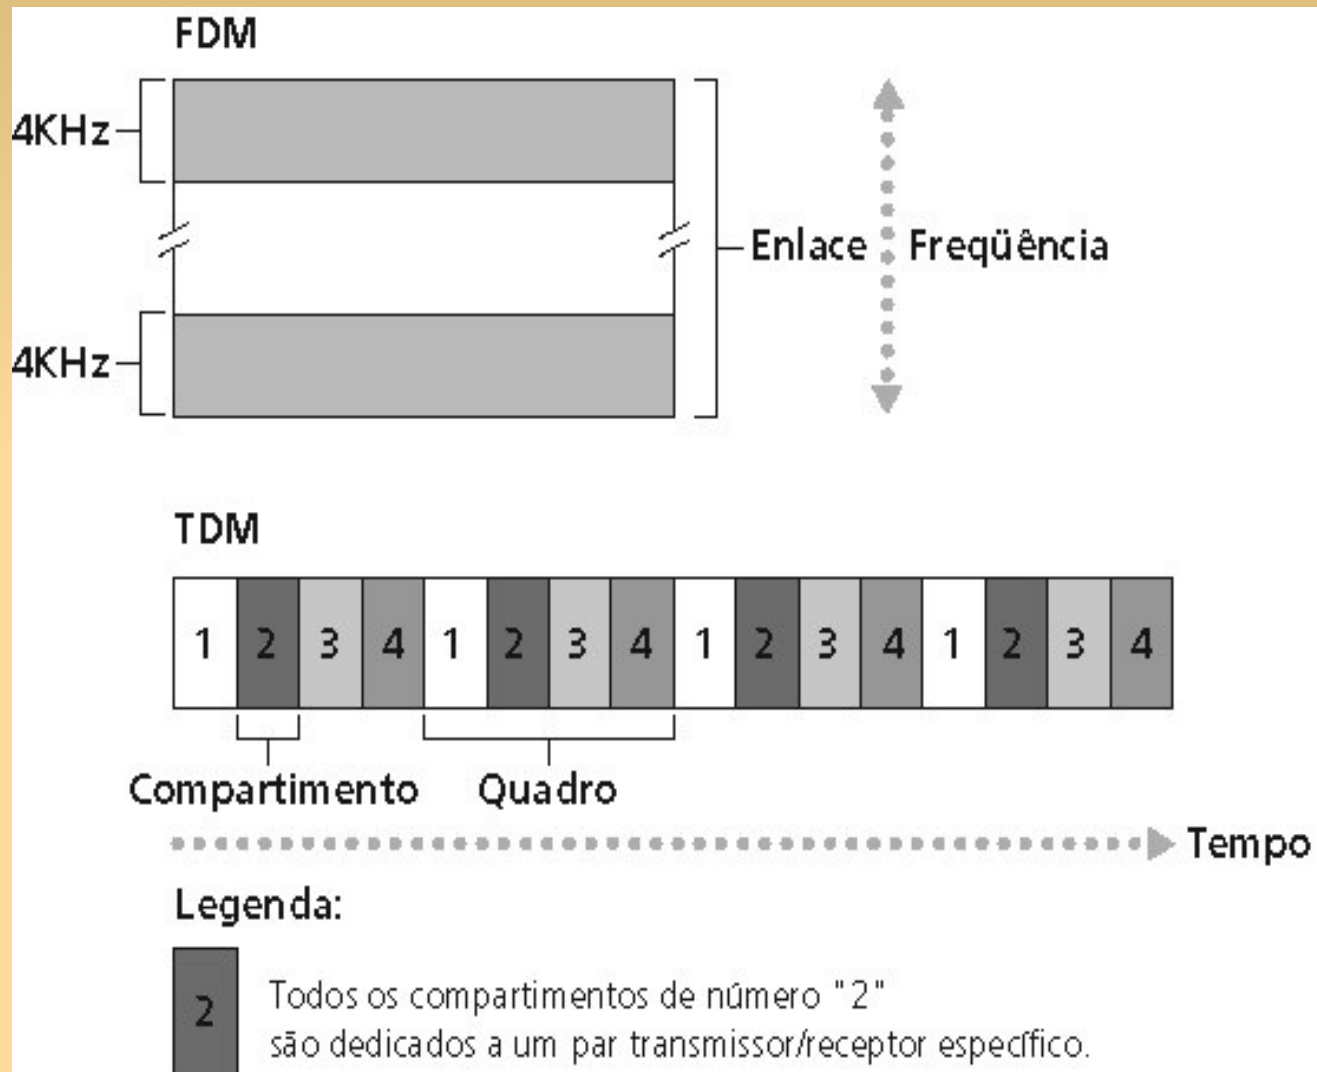 FDM
4KHz
Enlace
Freqüência
4KHz
TDM
1 2 3 4 1 2 3 4 1 2 3 4 1 2 3 4
Compartimento
Quadro
Tempo
Legenda:
2
Todos os compartimentos de número "2"
são dedicados a um par transmissor/receptor específico.